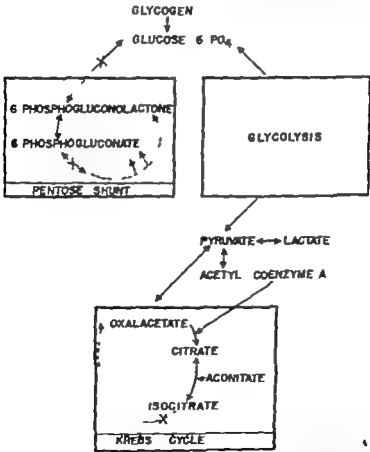 GLYCOGEN
GLUCOSE 6 PO4
6 PHOSPHOGLUCONOLACTONE
6 PHOSPHOGLUCONATE
PENTOSE SHUNT
GLYCOLYSIS
PYRUVATE LACTATE
ACETYL COENZYME A
OXALACETATE
CITRATE
ACONITATE
ISOCITRATE
KREBS CYCLE